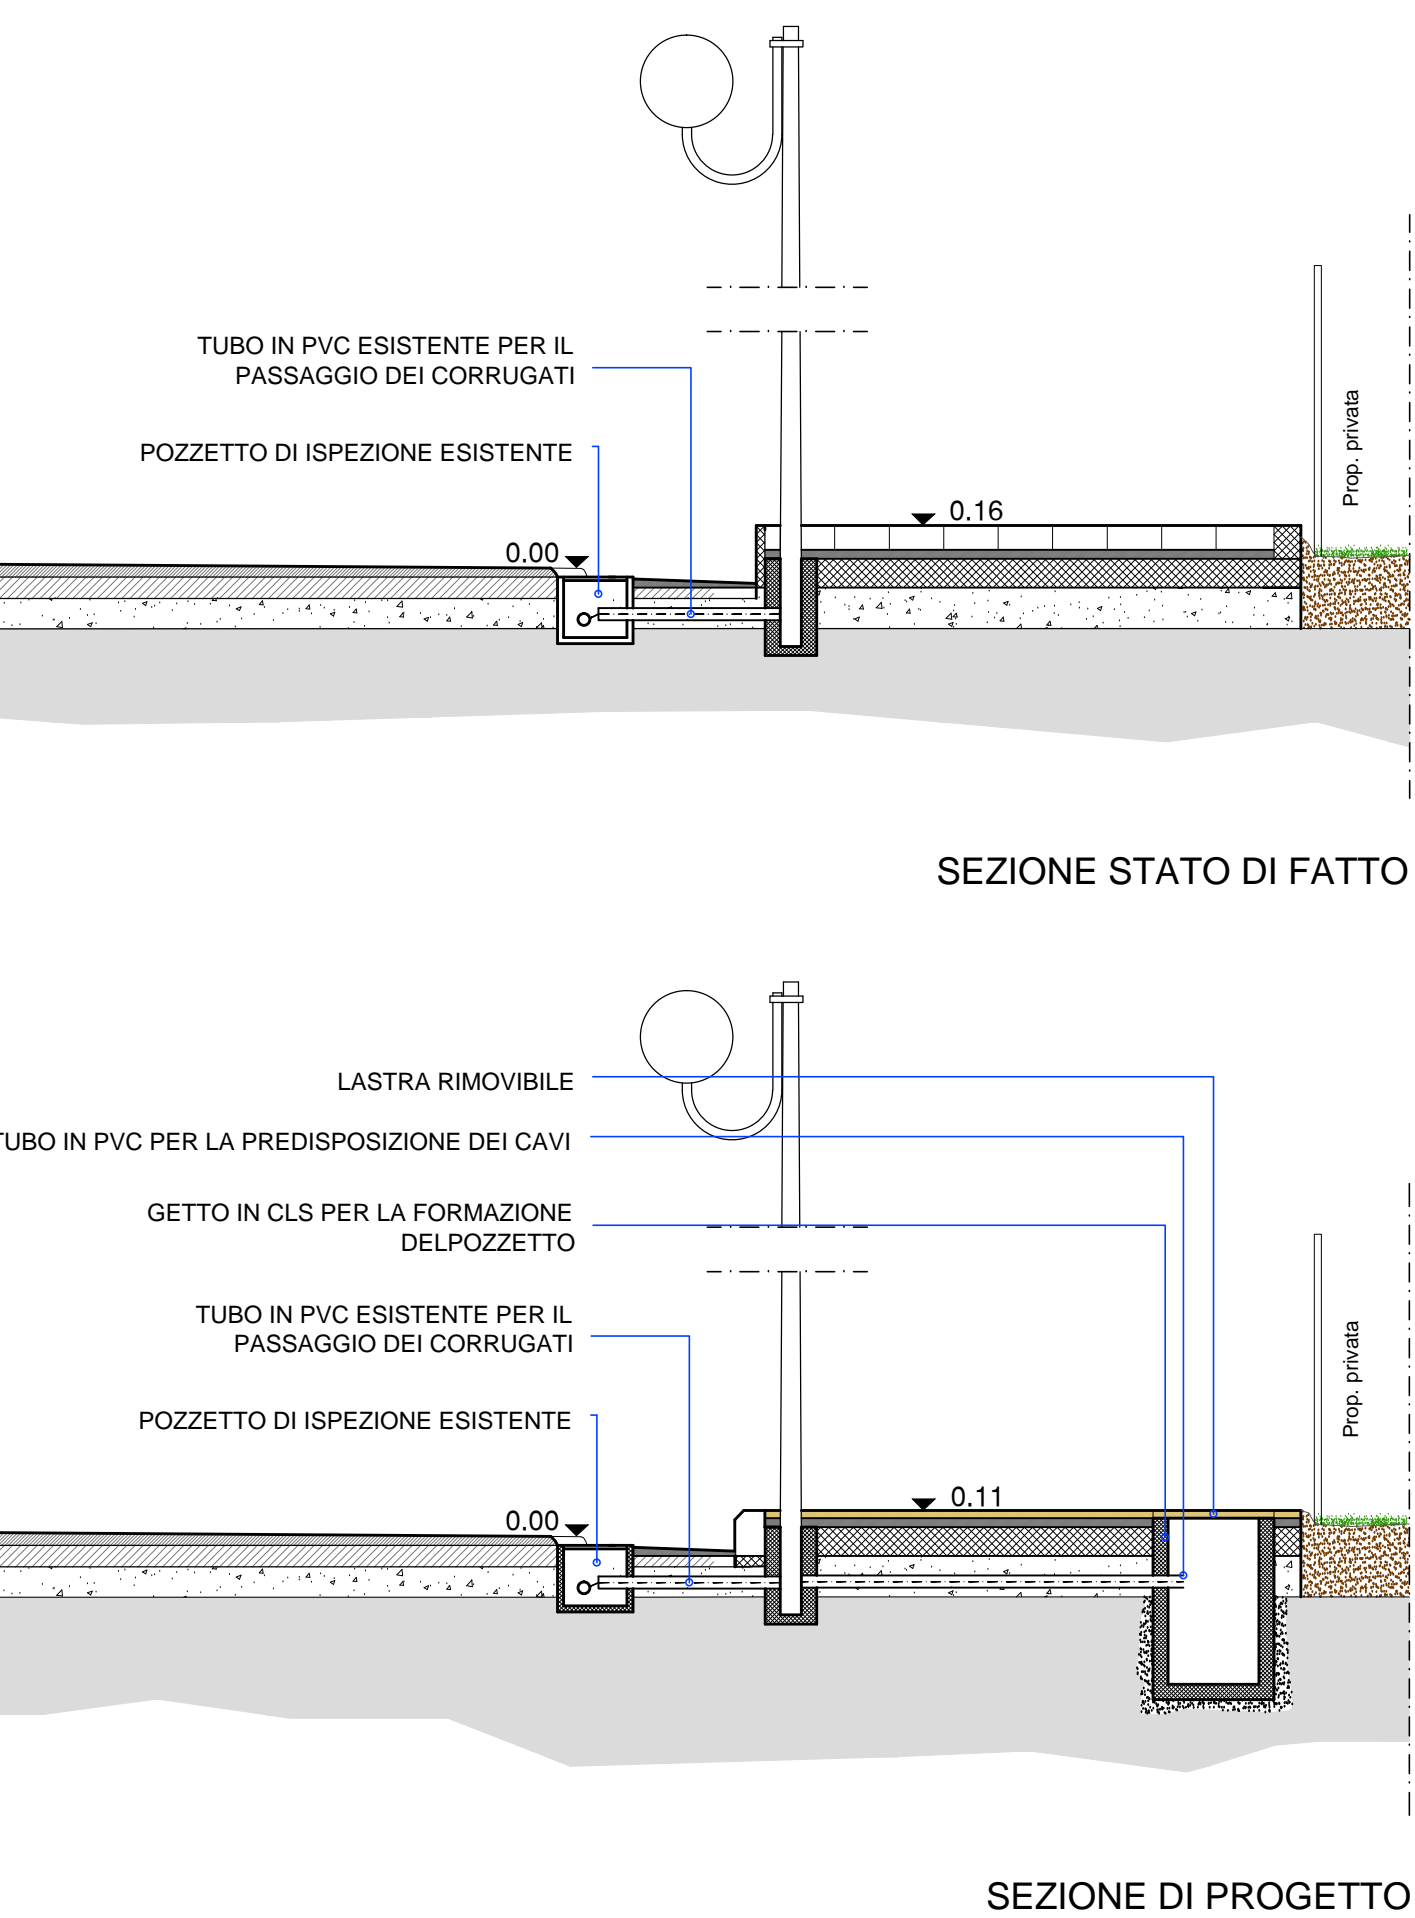 TUBO IN PVC ESISTENTE PER IL
PASSAGGIO DEI CORRUGATI
POZZETTO DI ISPEZIONE ESISTENTE
Prop. privata
0.16
0.00
SEZIONE STATO DI FATTO
LASTRA RIMOVIBILE
TUBO IN PVC PER LA PREDISPOSIZIONE DEI CAVI
GETTO IN CLS PER LA FORMAZIONE
DELPOZZETTO
TUBO IN PVC ESISTENTE PER IL
PASSAGGIO DEI CORRUGATI
Prop. privata
POZZETTO DI ISPEZIONE ESISTENTE
0.11
0.00
SEZIONE DI PROGETTO